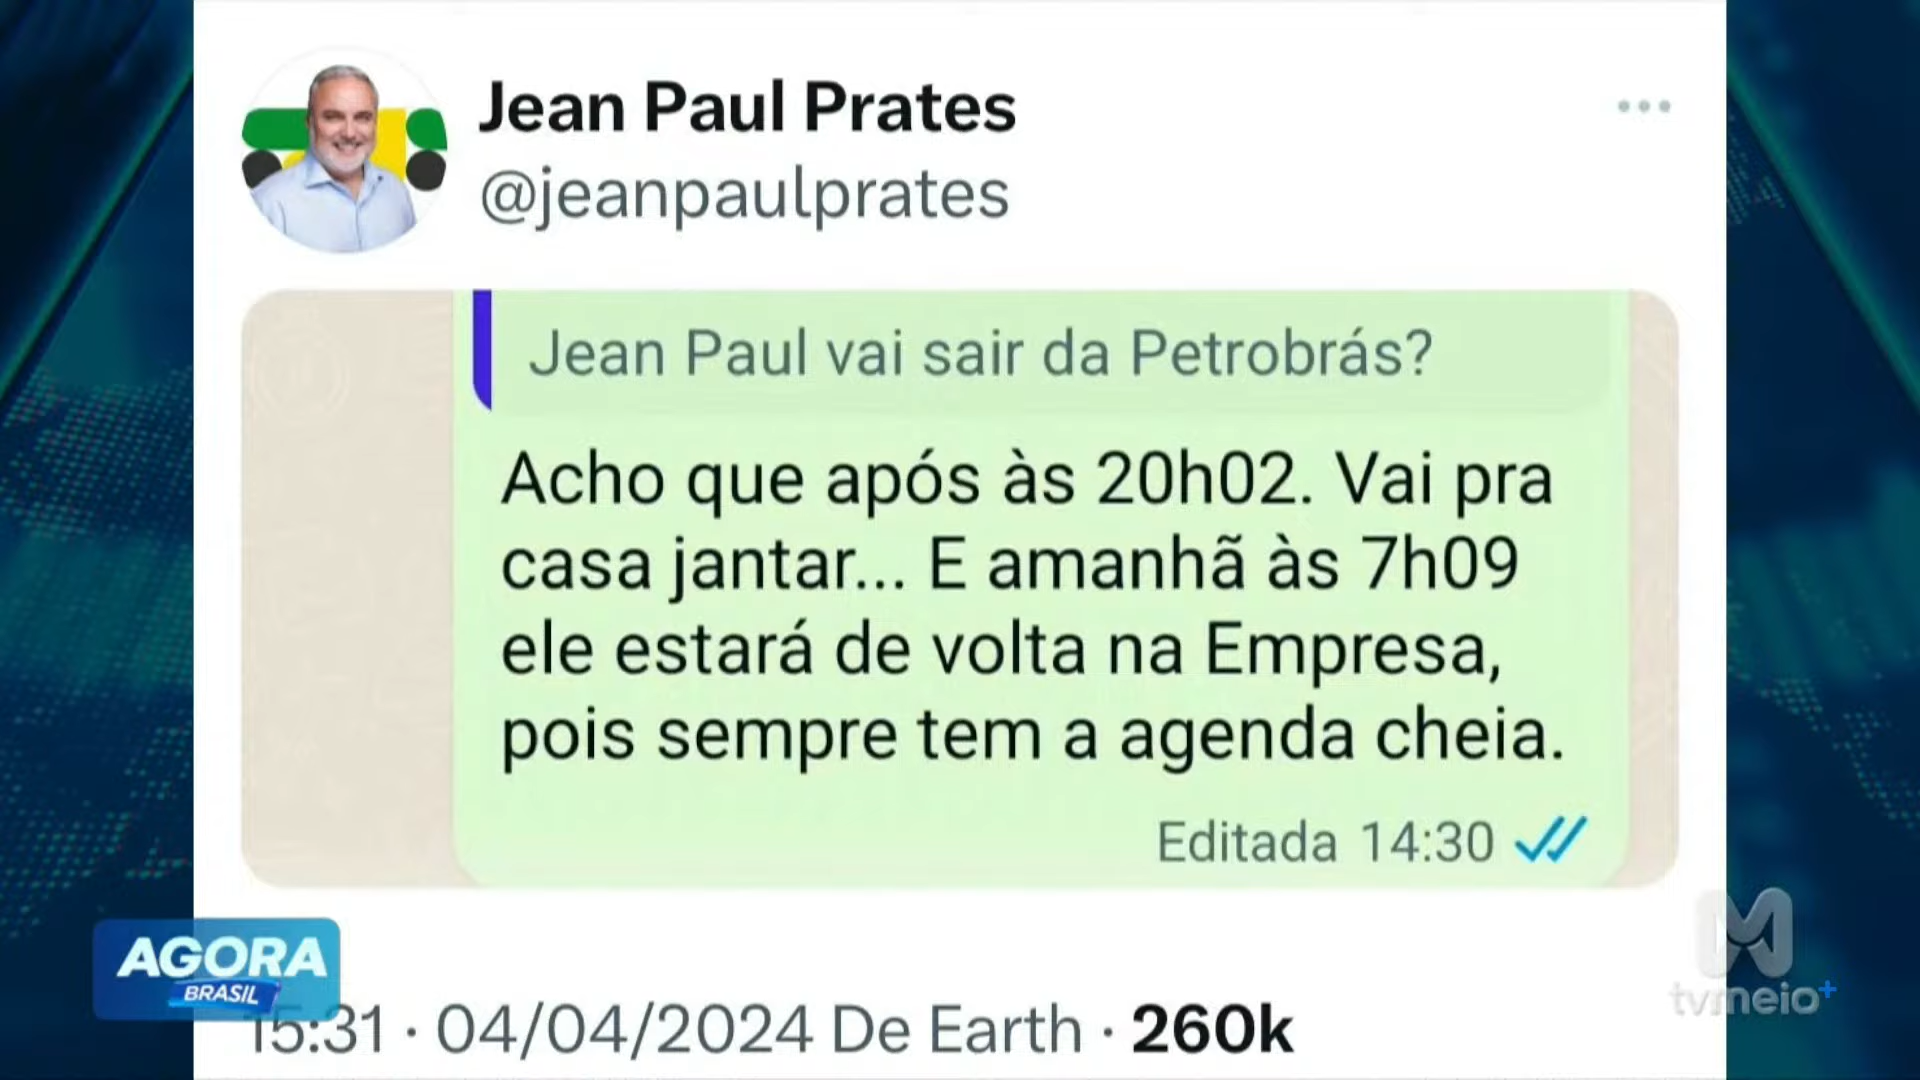 Jean Paul Prates
@jeanpaulprates
Jean Paul vai sair da Petrobrás?
Acho que após às 20h02. Vai pra
casa jantar... E amanhã às 7h09
ele estará de volta na Empresa,
pois sempre tem a agenda cheia.
Editada 14:30
AGORA
BRASIL
tvmeio+
15:31 · 04/04/2024 De Earth · 260k